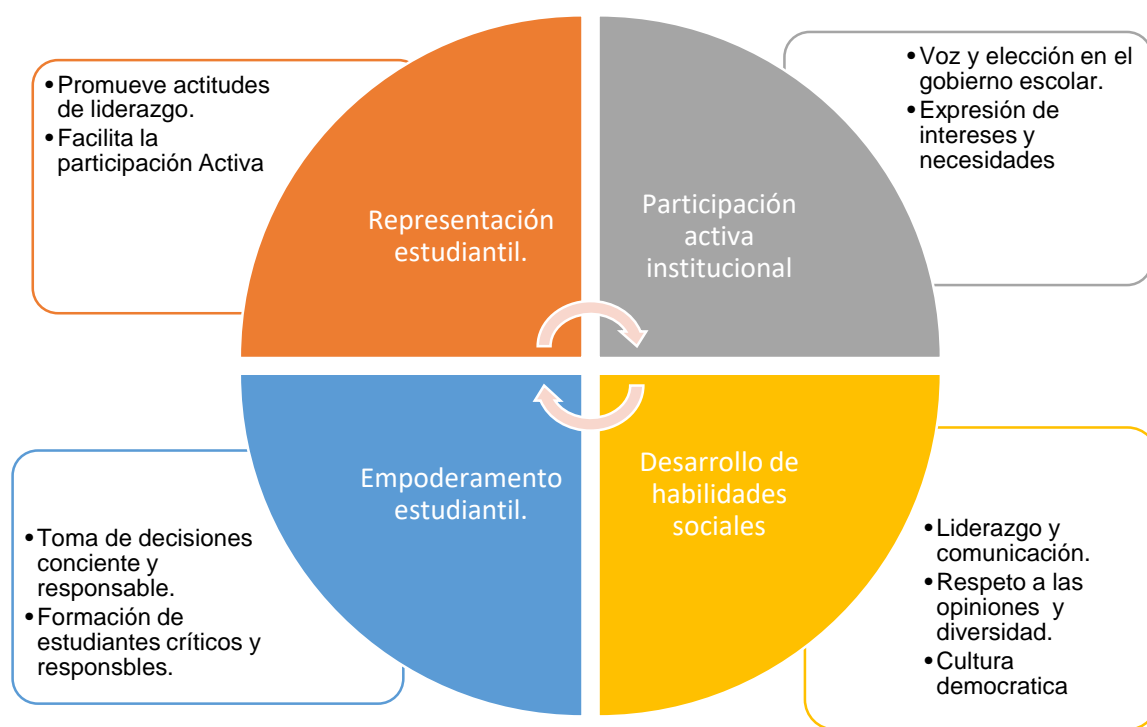 •Promueve actitudes
de liderazgo.
•Facilita la
participación Activa
•Voz y elección en el
gobierno escolar.
•Expresión de
intereses y
necesidades
Representación
estudiantil.
Participación
activa
institucional
Empoderamento
estudiantil.
Desarrollo de
habilidades
sociales
•Toma de decisiones
conciente y
responsable.
•Formación de
estudiantes críticos y
responsbles.
•Liderazgo y
comunicación.
•Respeto a las
opiniones y
diversidad.
•Cultura
democratica